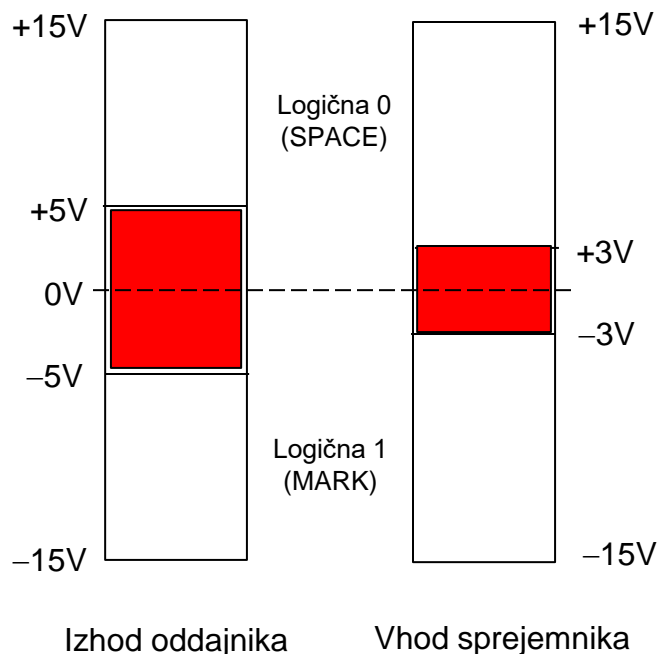 +15V
+15V
Logična 0
(SPACE)
+5V
+3V
0V
−3V
−5V
Logična 1
(MARK)
−15V
−15V
Izhod oddajnika
Vhod sprejemnika